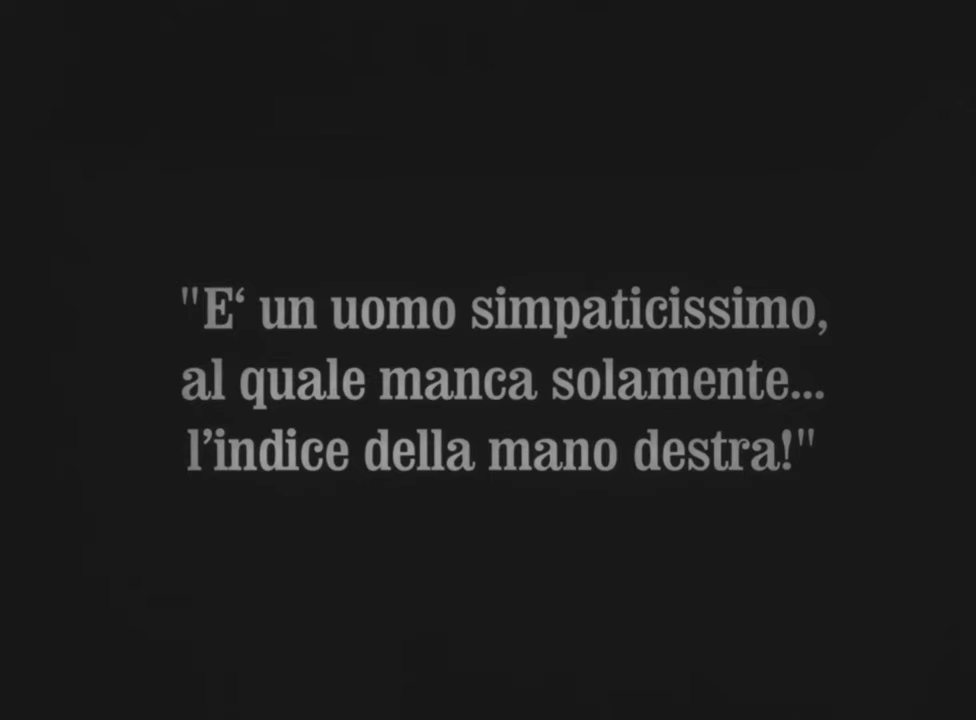 "E‘ un uomo simpaticissimo,
al quale manca solamente...
l’indice della mano destra!"